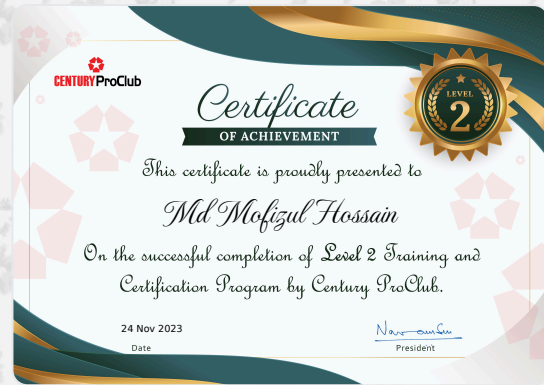 CENTURY ProClub
LEVEL
2
Certificate
OF ACHIEVEMENT
This certificate is proudly presented to
Md Mofizul Hossain
On the successful completion of Level 2 Training and
Certification Program by Century ProClub.
24 Nov 2023
Date
President